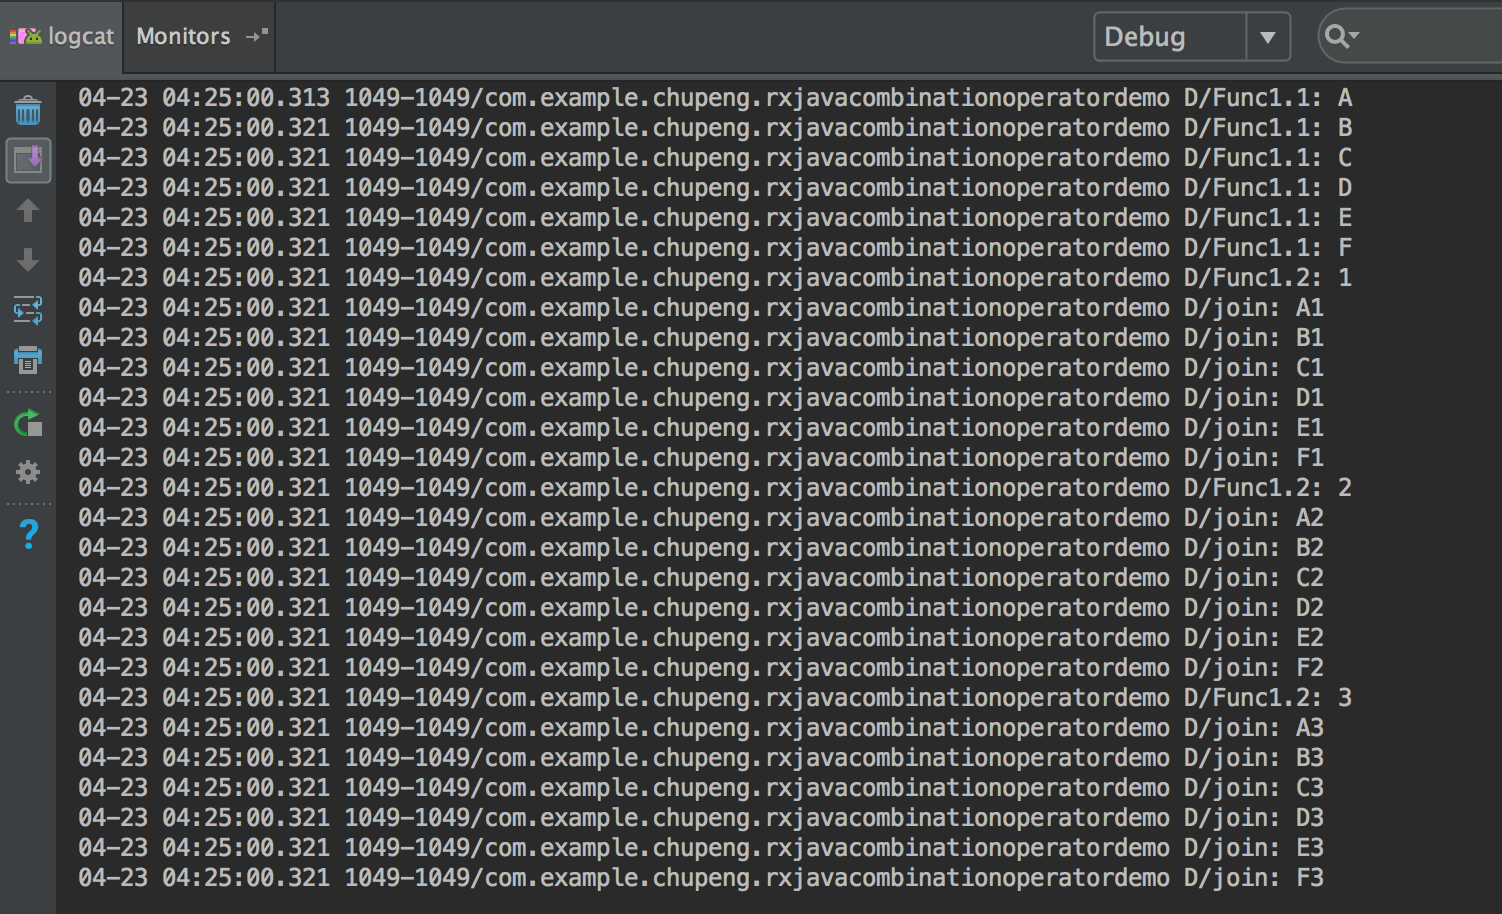 logcat Monitors Debug
04-23 04:25:00.313 1049-1049/com.example.chupeng.rxjavacombinationoperatordemo D/Func1.1: A
04-23 04:25:00.321 1049-1049/com.example.chupeng.rxjavacombinationoperatordemo D/Func1.1: B
04-23 04:25:00.321 1049-1049/com.example.chupeng.rxjavacombinationoperatordemo D/Func1.1: C
04-23 04:25:00.321 1049-1049/com.example.chupeng.rxjavacombinationoperatordemo D/Func1.1: D
04-23 04:25:00.321 1049-1049/com.example.chupeng.rxjavacombinationoperatordemo D/Func1.1: E
04-23 04:25:00.321 1049-1049/com.example.chupeng.rxjavacombinationoperatordemo D/Func1.1: F
04-23 04:25:00.321 1049-1049/com.example.chupeng.rxjavacombinationoperatordemo D/Func1.2: 1
04-23 04:25:00.321 1049-1049/com.example.chupeng.rxjavacombinationoperatordemo D/join: A1
04-23 04:25:00.321 1049-1049/com.example.chupeng.rxjavacombinationoperatordemo D/join: B1
04-23 04:25:00.321 1049-1049/com.example.chupeng.rxjavacombinationoperatordemo D/join: C1
04-23 04:25:00.321 1049-1049/com.example.chupeng.rxjavacombinationoperatordemo D/join: D1
04-23 04:25:00.321 1049-1049/com.example.chupeng.rxjavacombinationoperatordemo D/join: E1
04-23 04:25:00.321 1049-1049/com.example.chupeng.rxjavacombinationoperatordemo D/join: F1
04-23 04:25:00.321 1049-1049/com.example.chupeng.rxjavacombinationoperatordemo D/Func1.2: 2
04-23 04:25:00.321 1049-1049/com.example.chupeng.rxjavacombinationoperatordemo D/join: A2
04-23 04:25:00.321 1049-1049/com.example.chupeng.rxjavacombinationoperatordemo D/join: B2
04-23 04:25:00.321 1049-1049/com.example.chupeng.rxjavacombinationoperatordemo D/join: C2
04-23 04:25:00.321 1049-1049/com.example.chupeng.rxjavacombinationoperatordemo D/join: D2
04-23 04:25:00.321 1049-1049/com.example.chupeng.rxjavacombinationoperatordemo D/join: E2
04-23 04:25:00.321 1049-1049/com.example.chupeng.rxjavacombinationoperatordemo D/join: F2
04-23 04:25:00.321 1049-1049/com.example.chupeng.rxjavacombinationoperatordemo D/Func1.2: 3
04-23 04:25:00.321 1049-1049/com.example.chupeng.rxjavacombinationoperatordemo D/join: A3
04-23 04:25:00.321 1049-1049/com.example.chupeng.rxjavacombinationoperatordemo D/join: B3
04-23 04:25:00.321 1049-1049/com.example.chupeng.rxjavacombinationoperatordemo D/join: C3
04-23 04:25:00.321 1049-1049/com.example.chupeng.rxjavacombinationoperatordemo D/join: D3
04-23 04:25:00.321 1049-1049/com.example.chupeng.rxjavacombinationoperatordemo D/join: E3
04-23 04:25:00.321 1049-1049/com.example.chupeng.rxjavacombinationoperatordemo D/join: F3